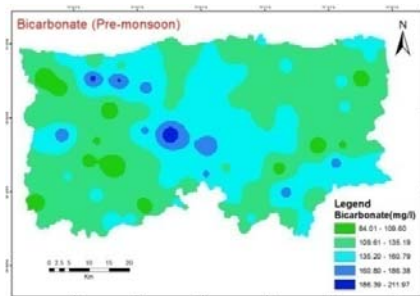 Bicarbonate (Pre-monsoon)
N
Legend
Bicarbonate(mg/l)
84.01 - 109.60
109.61 - 135.19
135.20 - 160.79
160.80 - 186.38
186.39 - 211.97
0 2.5 5 10 15 20
Km